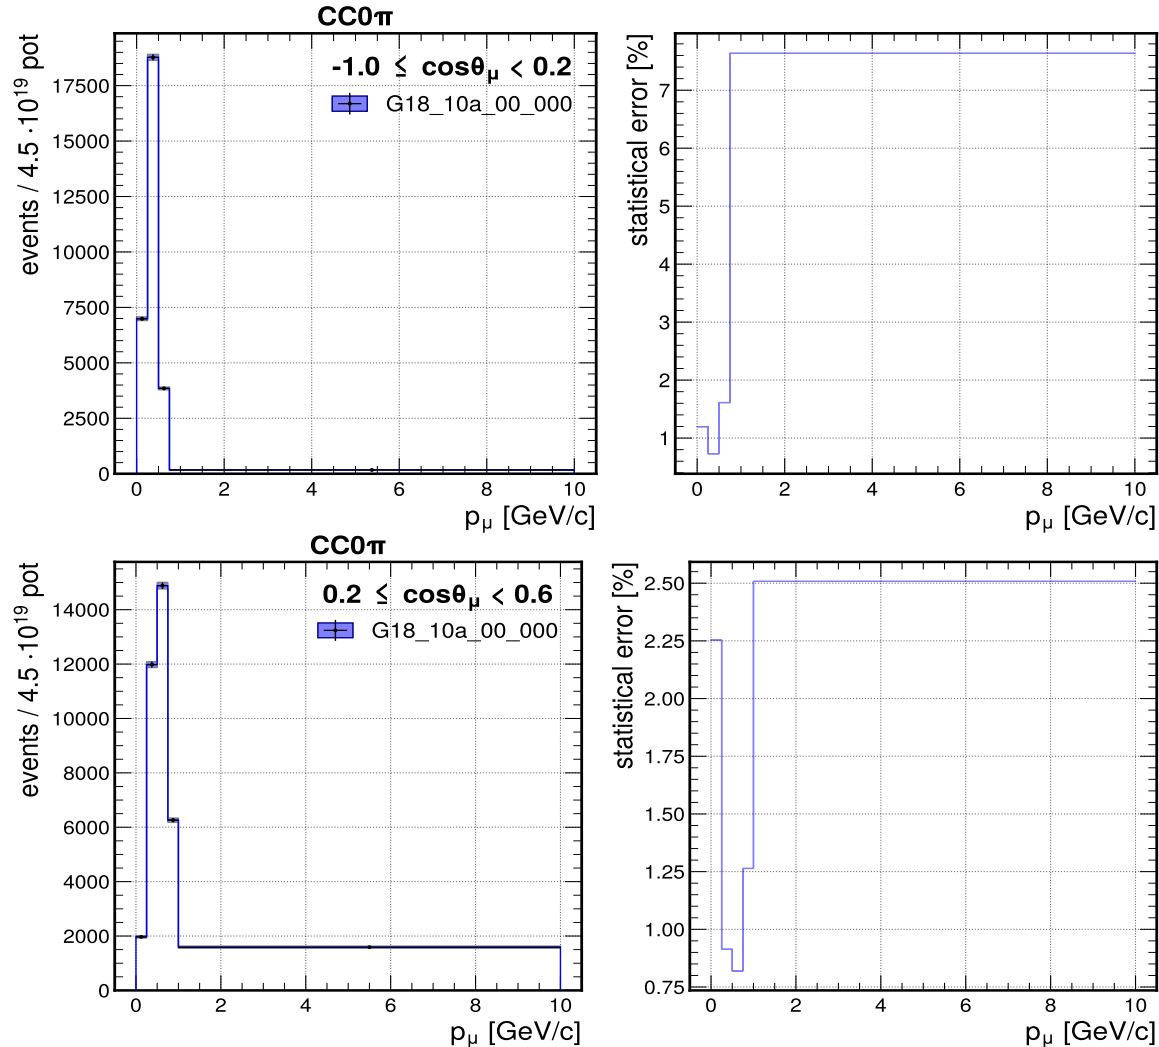 CC0π
events / 4.5 ·10¹⁹ pot
17500
15000
12500
10000
7500
5000
2500
0
-1.0 ≤ cosθμ < 0.2
G18_10a_00_000
0 2 4 6 8 10
pμ [GeV/c]
statistical error [%]
7
6
5
4
3
2
1
0 2 4 6 8 10
pμ [GeV/c]
CC0π
events / 4.5 ·10¹⁹ pot
14000
12000
10000
8000
6000
4000
2000
0
0.2 ≤ cosθμ < 0.6
G18_10a_00_000
0 2 4 6 8 10
pμ [GeV/c]
statistical error [%]
2.50
2.25
2.00
1.75
1.50
1.25
1.00
0.75
0 2 4 6 8 10
pμ [GeV/c]